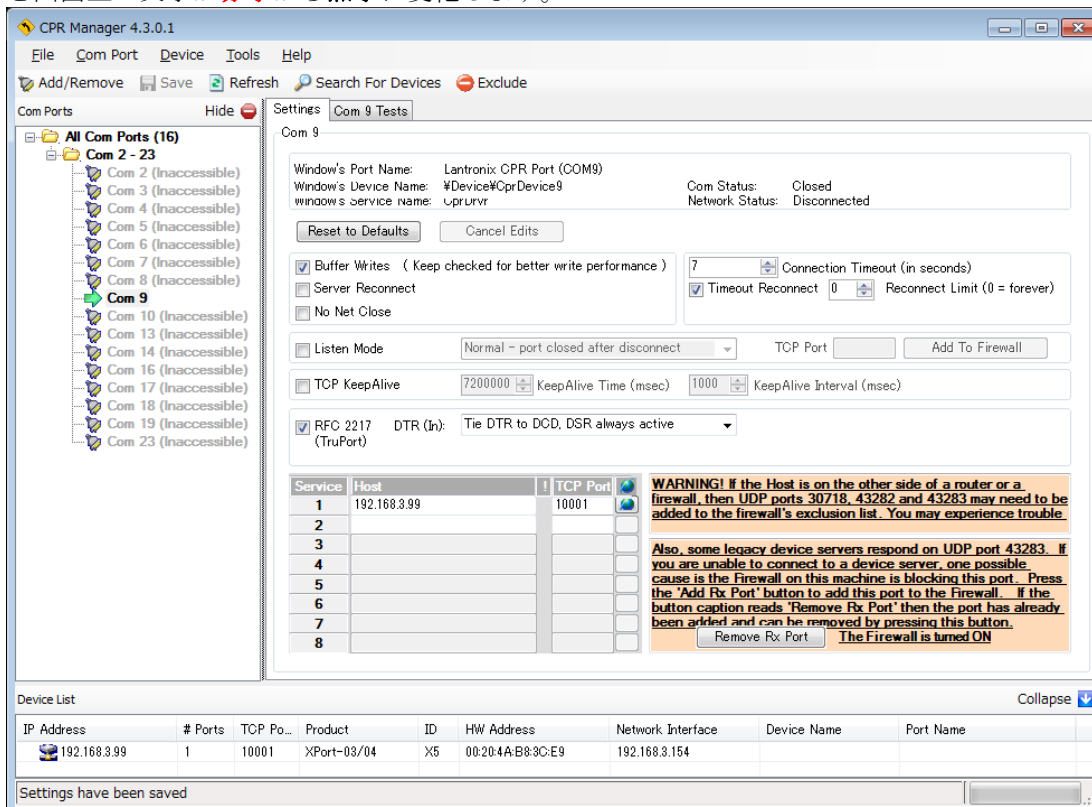 CPR Manager 4.3.0.1
File Com Port Device Tools Help
Add/Remove Save Refresh Search For Devices Exclude
Com Ports Hide
All Com Ports (16)
Com 2 - 23
Com 2 (Inaccessible)
Com 3 (Inaccessible)
Com 4 (Inaccessible)
Com 5 (Inaccessible)
Com 6 (Inaccessible)
Com 7 (Inaccessible)
Com 8 (Inaccessible)
Com 9
Com 10 (Inaccessible)
Com 13 (Inaccessible)
Com 14 (Inaccessible)
Com 16 (Inaccessible)
Com 17 (Inaccessible)
Com 18 (Inaccessible)
Com 19 (Inaccessible)
Com 23 (Inaccessible)
Settings Com 9 Tests
Com 9
Window's Port Name: Lantronix CPR Port (COM9)
Window's Device Name: ¥Device¥CprDevice9 Com Status: Closed
Window's Service Name: CprDrvr Network Status: Disconnected
Reset to Defaults Cancel Edits
Buffer Writes ( Keep checked for better write performance ) 7 Connection Timeout (in seconds)
Server Reconnect Timeout Reconnect 0 Reconnect Limit (0 = forever)
No Net Close
Listen Mode Normal - port closed after disconnect TCP Port Add To Firewall
TCP KeepAlive 7200000 KeepAlive Time (msec) 1000 KeepAlive Interval (msec)
RFC 2217 DTR (In): Tie DTR to DCD, DSR always active
(TruPort)
Service Host ! TCP Port
1 192.168.3.99 10001
2
3
4
5
6
7
8
WARNING! If the Host is on the other side of a router or a
firewall, then UDP ports 30718, 43282 and 43283 may need to be
added to the firewall's exclusion list. You may experience trouble
Also, some legacy device servers respond on UDP port 43283. If
you are unable to connect to a device server, one possible
cause is the Firewall on this machine is blocking this port. Press
the 'Add Rx Port' button to add this port to the Firewall. If the
button caption reads 'Remove Rx Port' then the port has already
been added and can be removed by pressing this button.
Remove Rx Port The Firewall is turned ON
Device List Collapse
IP Address # Ports TCP Po... Product ID HW Address Network Interface Device Name Port Name
192.168.3.99 1 10001 XPort-03/04 X5 00:20:4A:B8:3C:E9 192.168.3.154
Settings have been saved